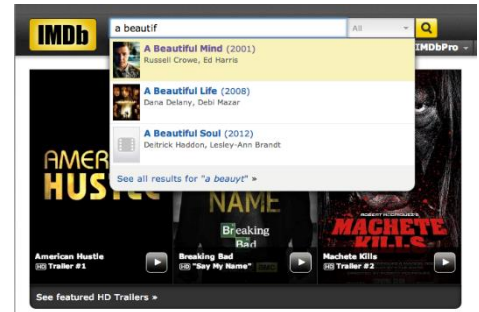 IMDb
a beautif
All
IMDbPro
A Beautiful Mind (2001)
Russell Crowe, Ed Harris
A Beautiful Life (2008)
Dana Delany, Debi Mazar
A Beautiful Soul (2012)
Deitrick Haddon, Lesley-Ann Brandt
See all results for "a beauyt" »
AMER
HUS
NAME
Breaking
Bad
MACHETE
KILLS
American Hustle
HD Trailer #1
Breaking Bad
HD "Say My Name"
Machete Kills
HD Trailer #2
See featured HD Trailers »